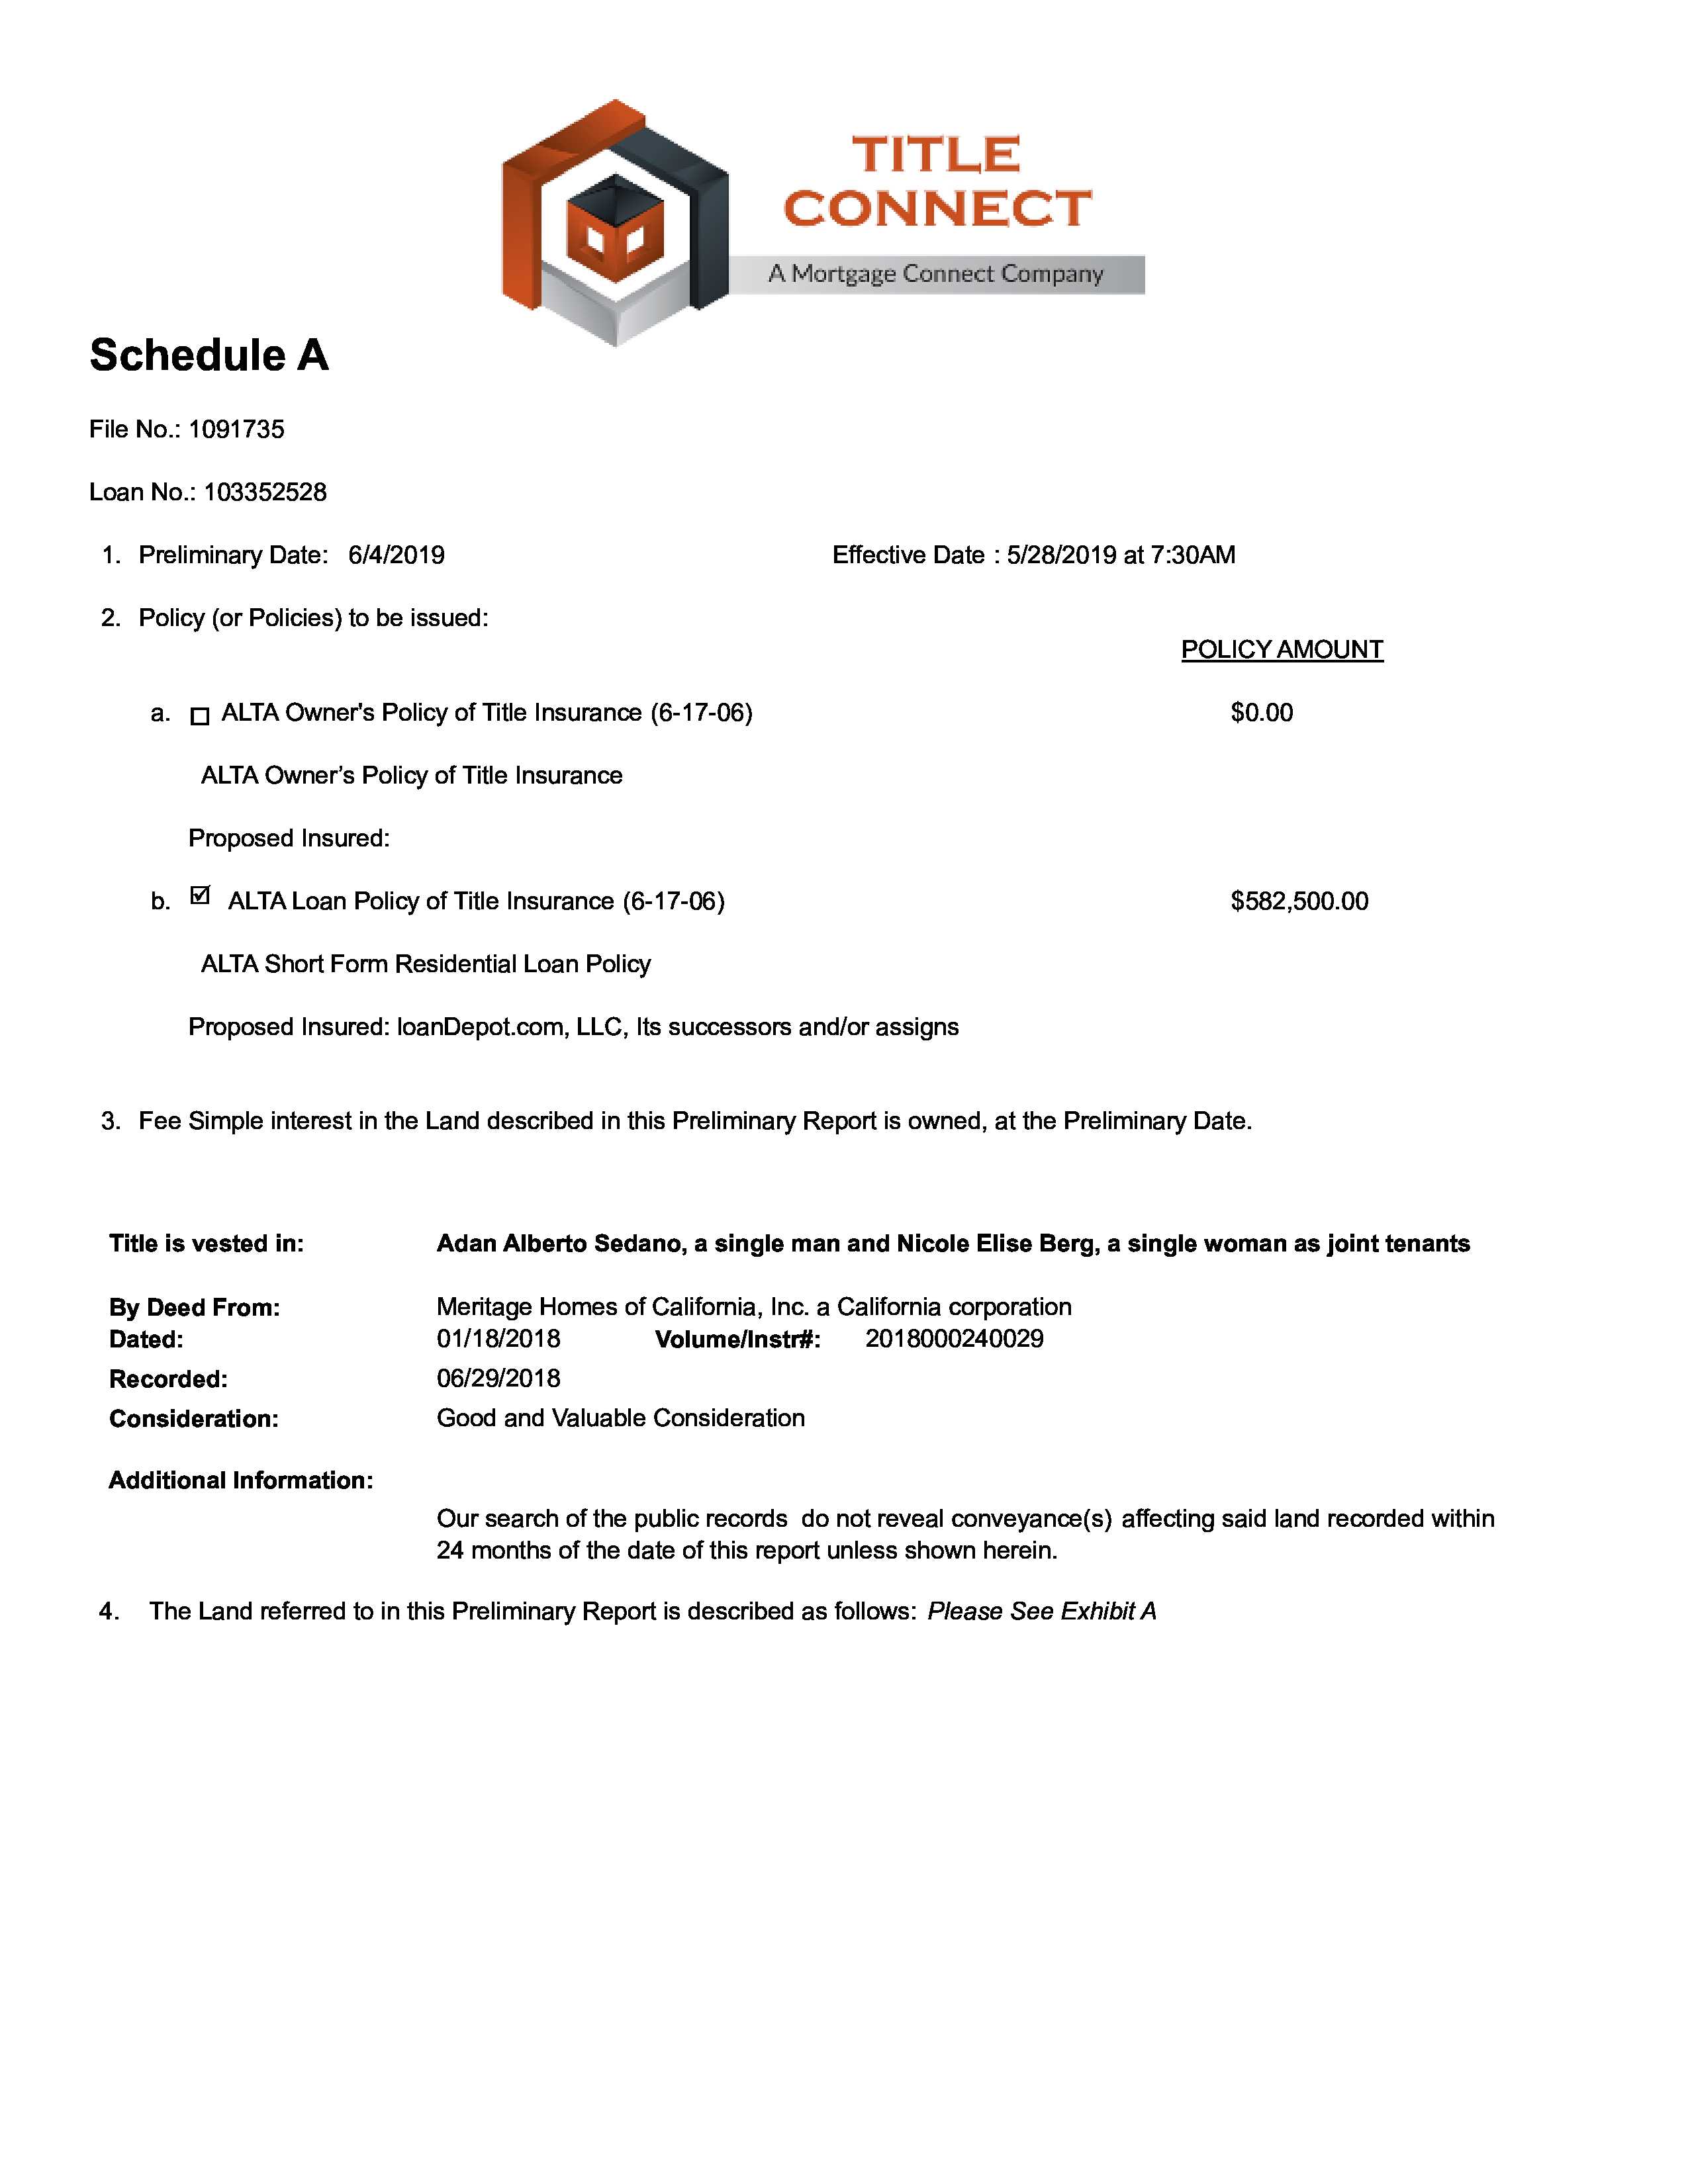 TITLE
CONNECT
A Mortgage Connect Company
Schedule A
File No.: 1091735
Loan No.: 103352528
1. Preliminary Date: 6/4/2019 Effective Date : 5/28/2019 at 7:30AM
2. Policy (or Policies) to be issued:
POLICY AMOUNT
a. ☐ ALTA Owner's Policy of Title Insurance (6-17-06) $0.00
ALTA Owner’s Policy of Title Insurance
Proposed Insured:
b. ☑ ALTA Loan Policy of Title Insurance (6-17-06) $582,500.00
ALTA Short Form Residential Loan Policy
Proposed Insured: loanDepot.com, LLC, Its successors and/or assigns
3. Fee Simple interest in the Land described in this Preliminary Report is owned, at the Preliminary Date.
Title is vested in: Adan Alberto Sedano, a single man and Nicole Elise Berg, a single woman as joint tenants
By Deed From: Meritage Homes of California, Inc. a California corporation
Dated: 01/18/2018 Volume/Instr#: 2018000240029
Recorded: 06/29/2018
Consideration: Good and Valuable Consideration
Additional Information:
Our search of the public records do not reveal conveyance(s) affecting said land recorded within
24 months of the date of this report unless shown herein.
4. The Land referred to in this Preliminary Report is described as follows: Please See Exhibit A